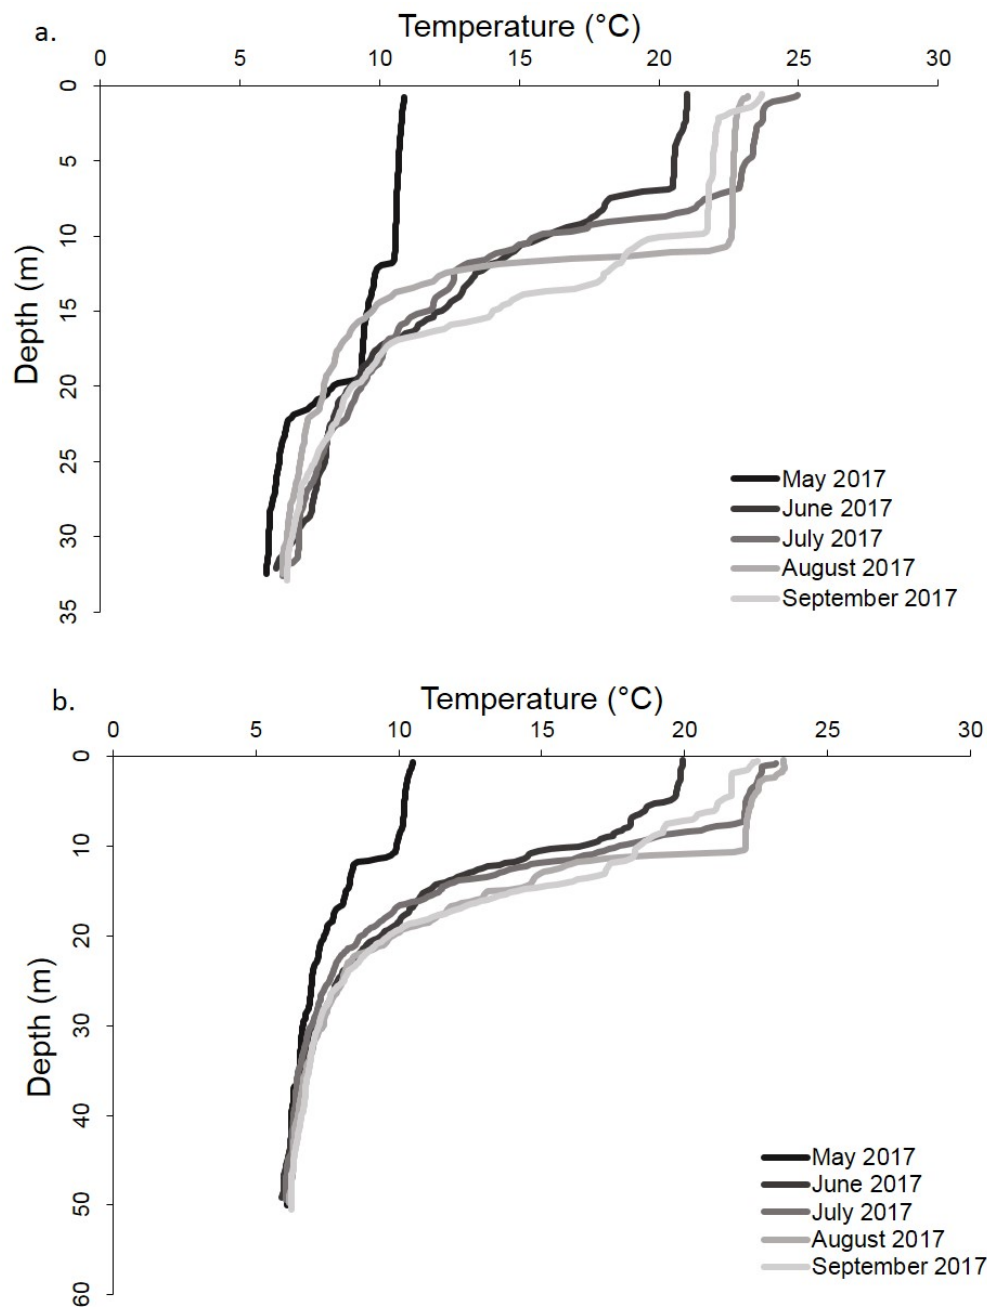 a.
Temperature (°C)
0 5 10 15 20 25 30
0
5
10
15
20
25
30
35
Depth (m)
May 2017
June 2017
July 2017
August 2017
September 2017
b.
Temperature (°C)
0 5 10 15 20 25 30
0
10
20
30
40
50
60
Depth (m)
May 2017
June 2017
July 2017
August 2017
September 2017